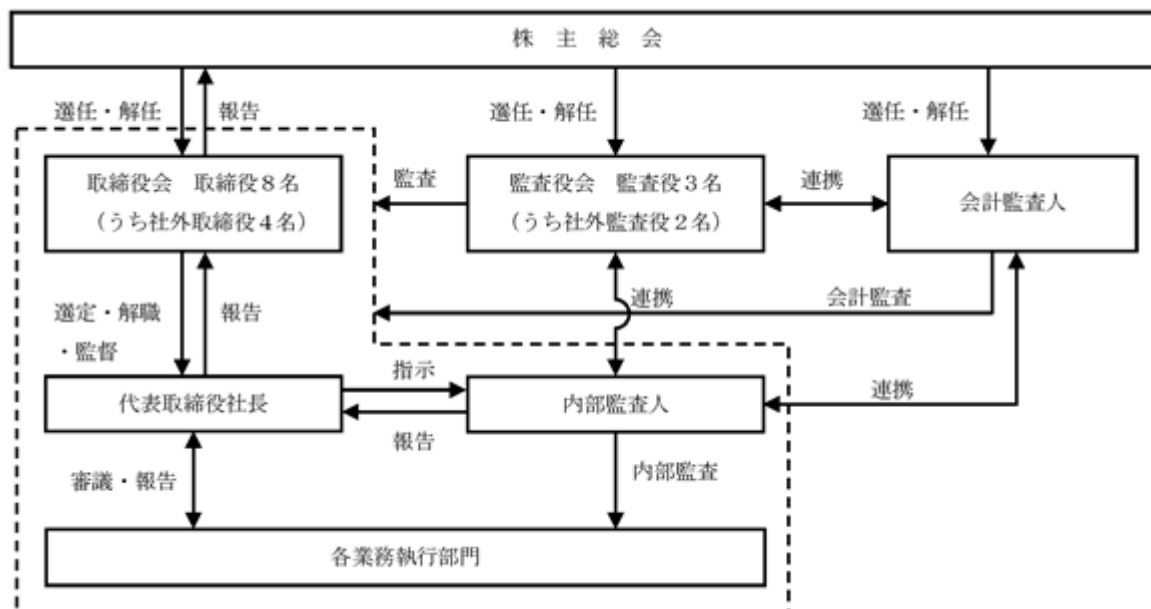 株 主 総 会
選任・解任
報告
選任・解任
選任・解任
取締役会 取締役8名
（うち社外取締役4名）
監査
監査役会 監査役3名
（うち社外監査役2名）
連携
会計監査人
選定・解職
・監督
報告
連携
会計監査
指示
代表取締役社長
内部監査人
連携
報告
審議・報告
内部監査
各業務執行部門